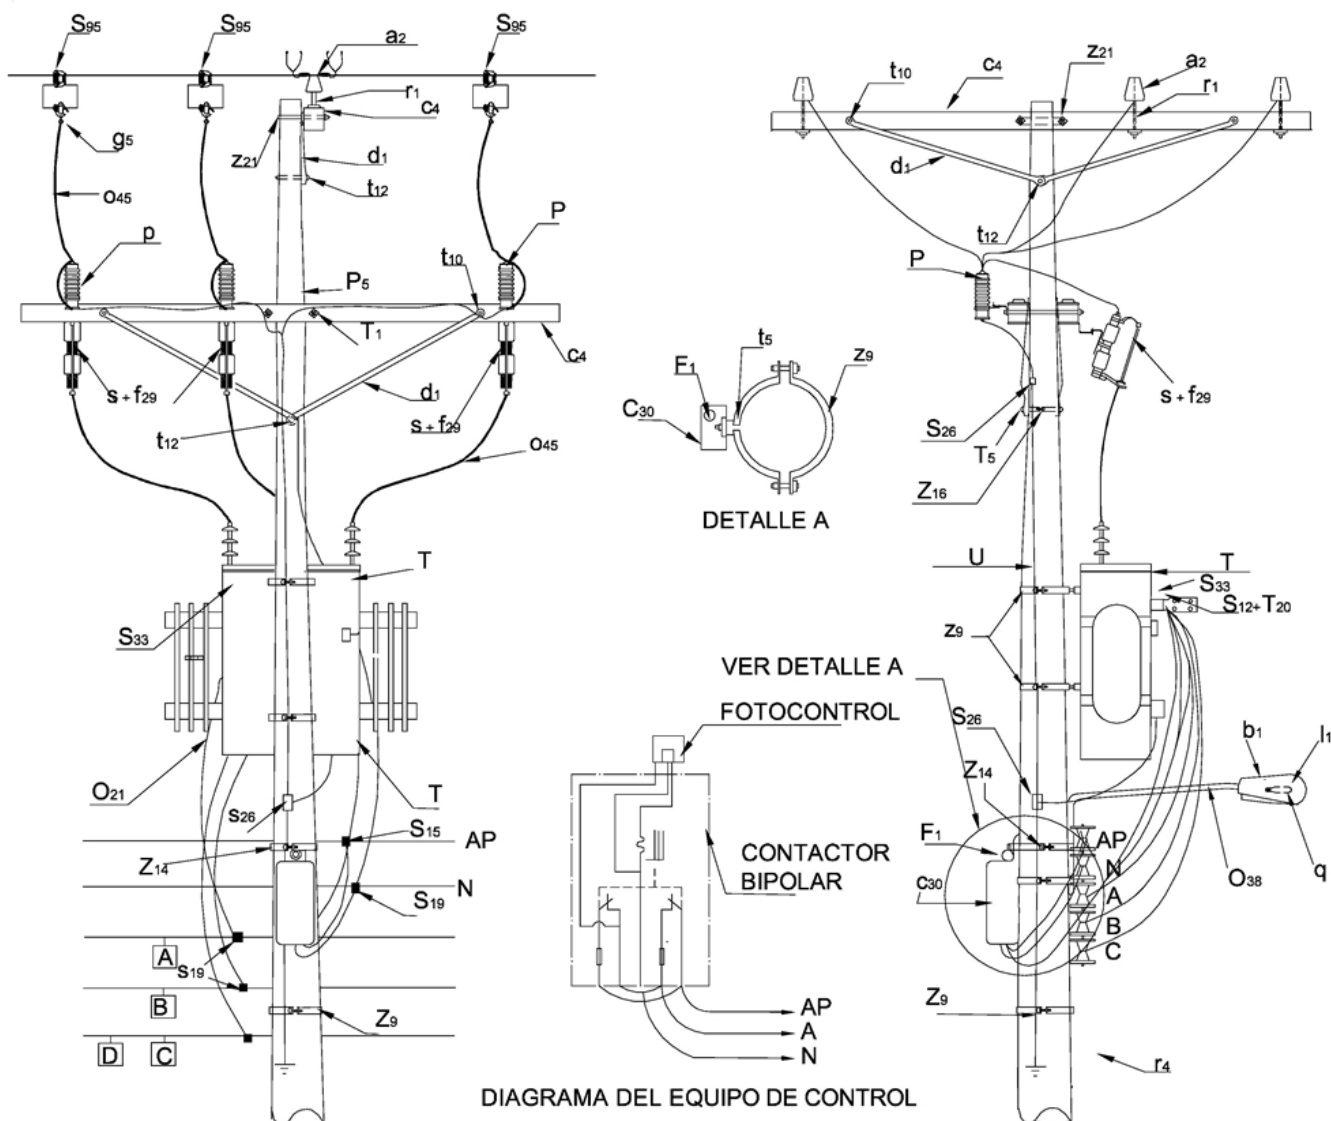 S95
S95
a2
S95
r1
c4
g5
z21
d1
t12
o45
p
t10
P
P5
T1
c4
s + f29
d1
s + f29
t12
o45
T
S33
O21
T
s26
S15
AP
Z14
N
S19
A
s19
B
Z9
D
C
F1
t5
z9
C30
DETALLE A
VER DETALLE A
FOTOCONTROL
CONTACTOR
BIPOLAR
AP
A
N
DIAGRAMA DEL EQUIPO DE CONTROL
t10
c4
z21
a2
r1
d1
t12
P
S26
T5
Z16
s + f29
U
T
S33
S12+T20
z9
S26
Z14
b1
l1
F1
AP
N
c30
A
B
C
O38
q
Z9
r4